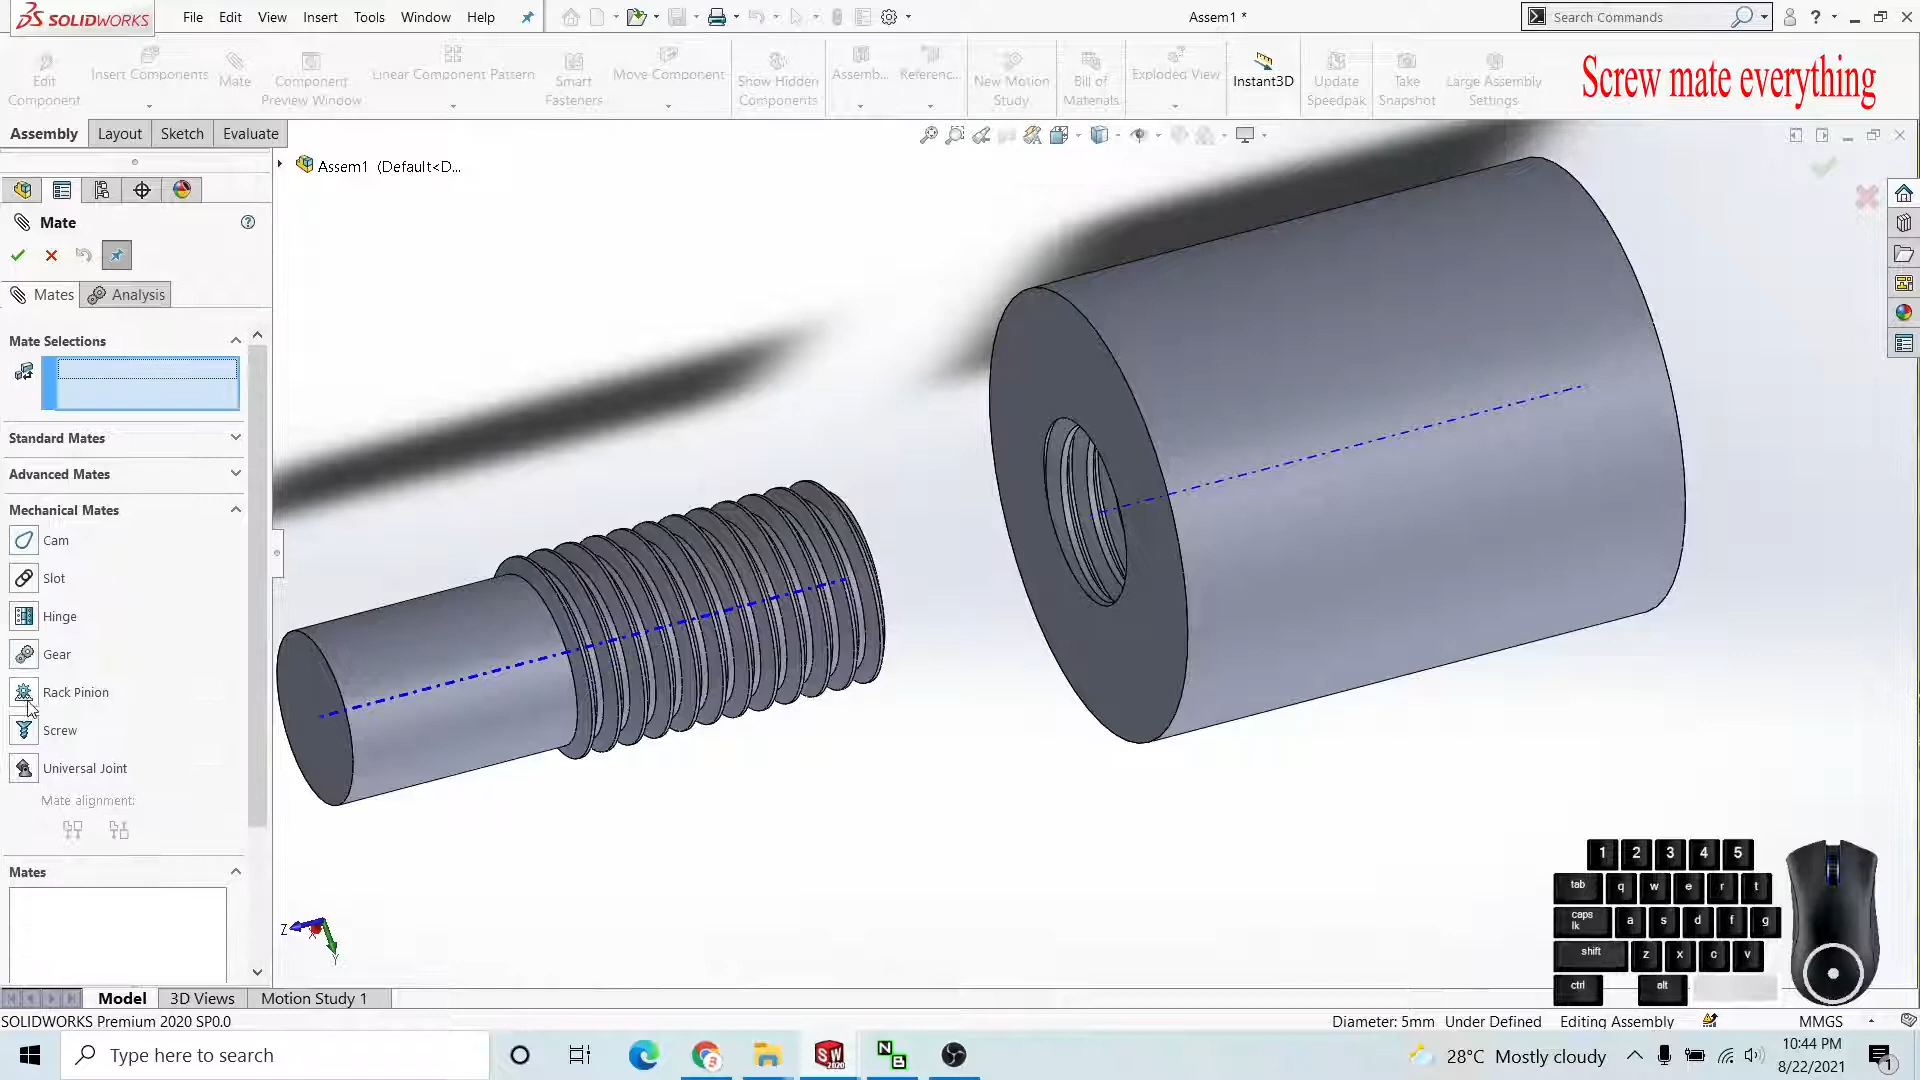 SOLIDWORKS
File
Edit
View
Insert
Tools
Window
Help
Assem1 *
Search Commands
?
Edit
Component
Insert Components
Mate
Component
Preview Window
Linear Component Pattern
Smart
Fasteners
Move Component
Show Hidden
Components
Assemb...
Referenc...
New Motion
Study
Bill of
Materials
Exploded View
Instant3D
Update
Speedpak
Take
Snapshot
Large Assembly
Settings
Screw mate everything
Assembly
Layout
Sketch
Evaluate
Assem1 (Default<D...
Mate
?
Mates
Analysis
Mate Selections
Standard Mates
Advanced Mates
Mechanical Mates
Cam
Slot
Hinge
Gear
Rack Pinion
Screw
Universal Joint
Mate alignment:
Mates
Z
X
Y
1
2
3
4
5
tab
q
w
e
r
t
caps
lk
a
s
d
f
g
shift
z
x
c
v
ctrl
alt
Model
3D Views
Motion Study 1
SOLIDWORKS Premium 2020 SP0.0
Diameter: 5mm
Under Defined
Editing Assembly
MMGS
Type here to search
SW
2020
N
B
28°C
Mostly cloudy
10:44 PM
8/22/2021
1